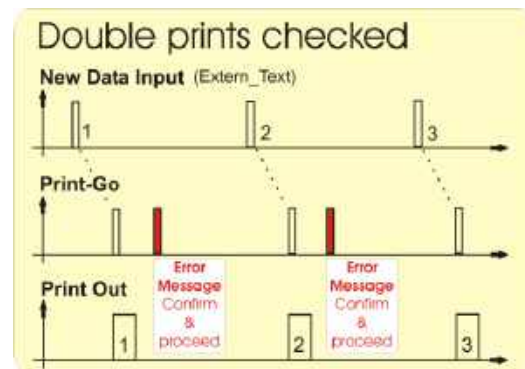 Double prints checked
New Data Input (Extern_Text)
1 2 3
Print-Go
Error Error
Message Message
Confirm Confirm
& &
proceed proceed
Print Out
1 2 3